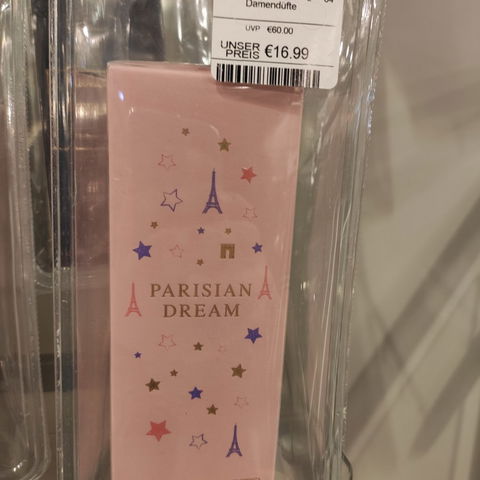 Damendüfte
UVP €60.00
UNSER
PREIS €16.99
PARISIAN
DREAM